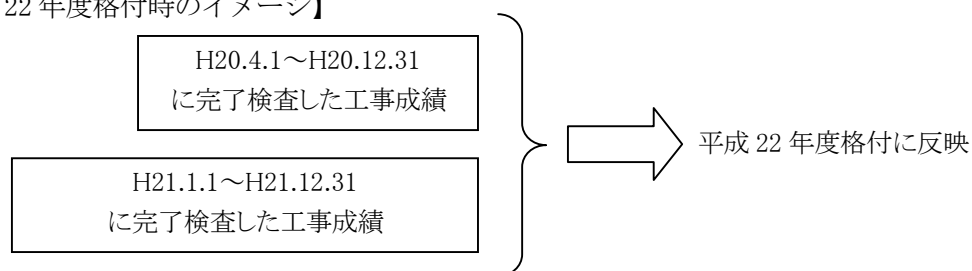 22 年度格付時のイメージ】
H20.4.1～H20.12.31
に完了検査した工事成績
平成 22 年度格付に反映
H21.1.1～H21.12.31
に完了検査した工事成績